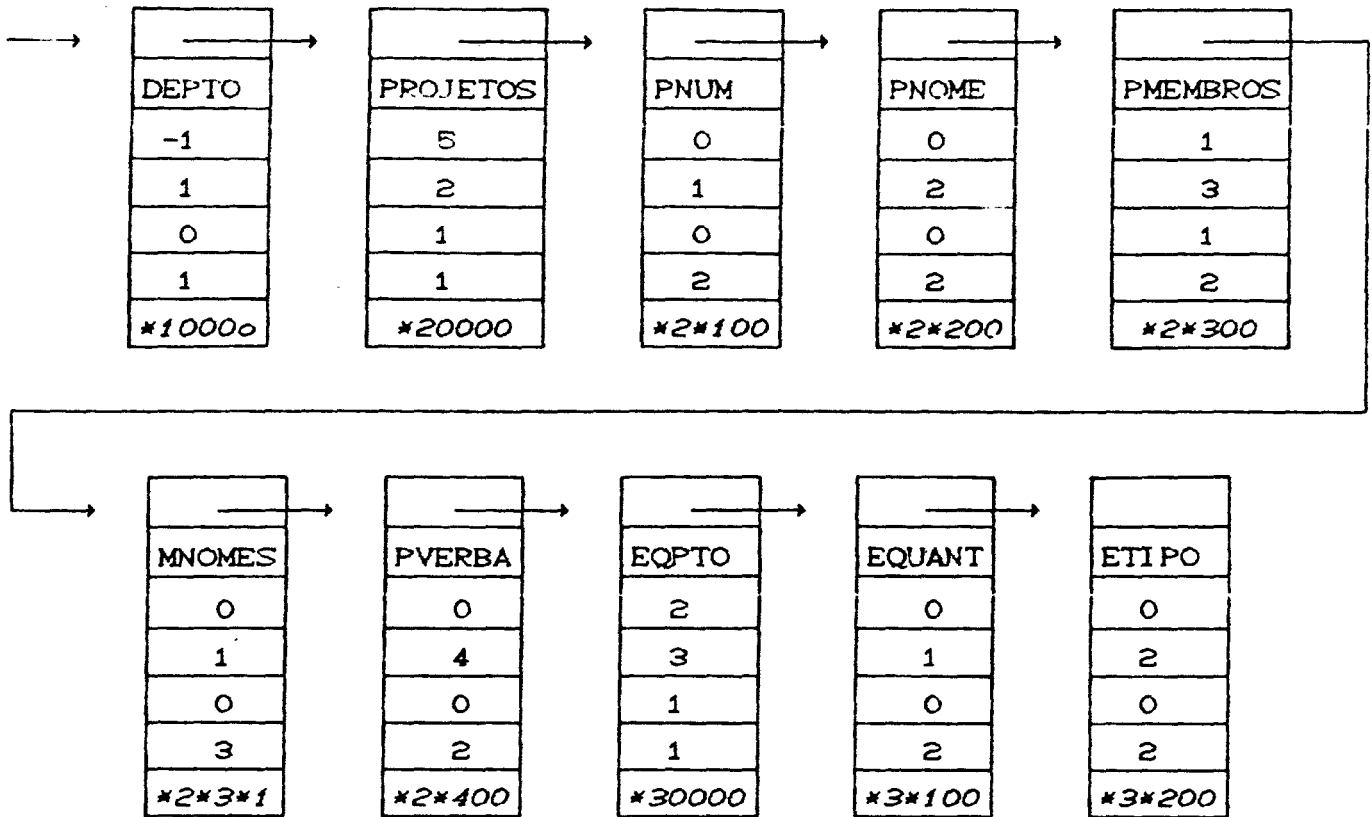 DEPTO PROJETOS PNUM PNOME PMEMBROS
-1 5 0 0 1
1 2 1 2 3
0 1 0 0 1
1 1 2 2 2
*10000 *20000 *2*100 *2*200 *2*300
MNOMES PVERBA EQPTO EQUANT ETIPO
0 0 2 0 0
1 4 3 1 2
0 0 1 0 0
3 2 1 2 2
*2*3*1 *2*400 *30000 *3*100 *3*200